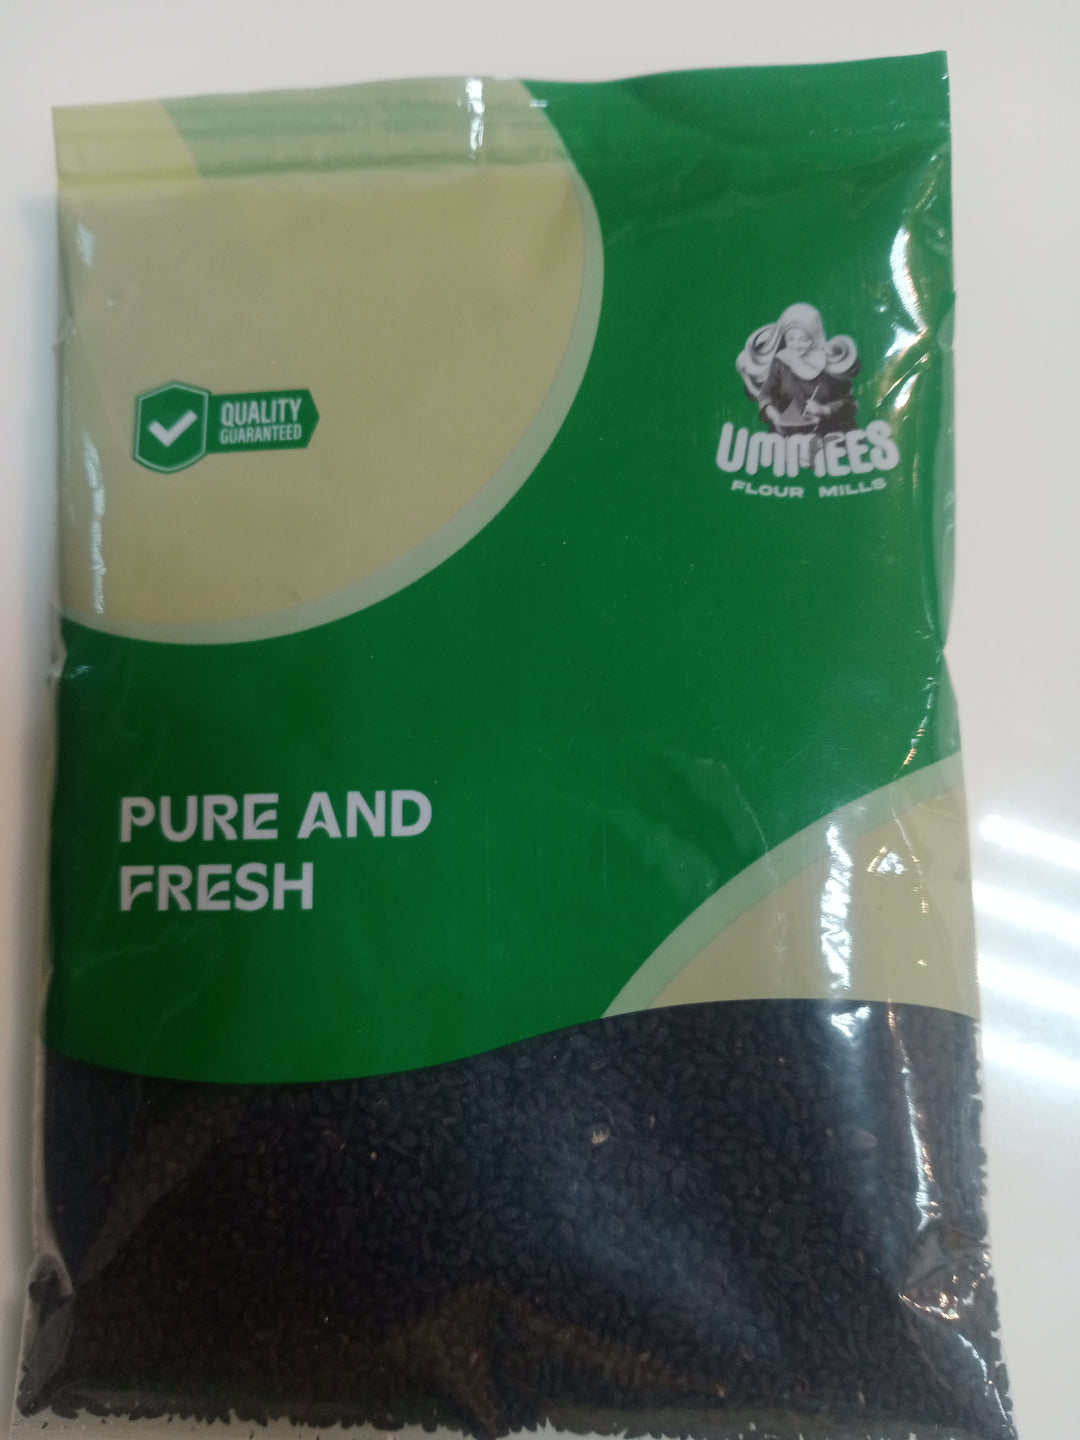 QUALITY
GUARANTEED
UMMEES
FLOUR MILLS
PURE AND
FRESH